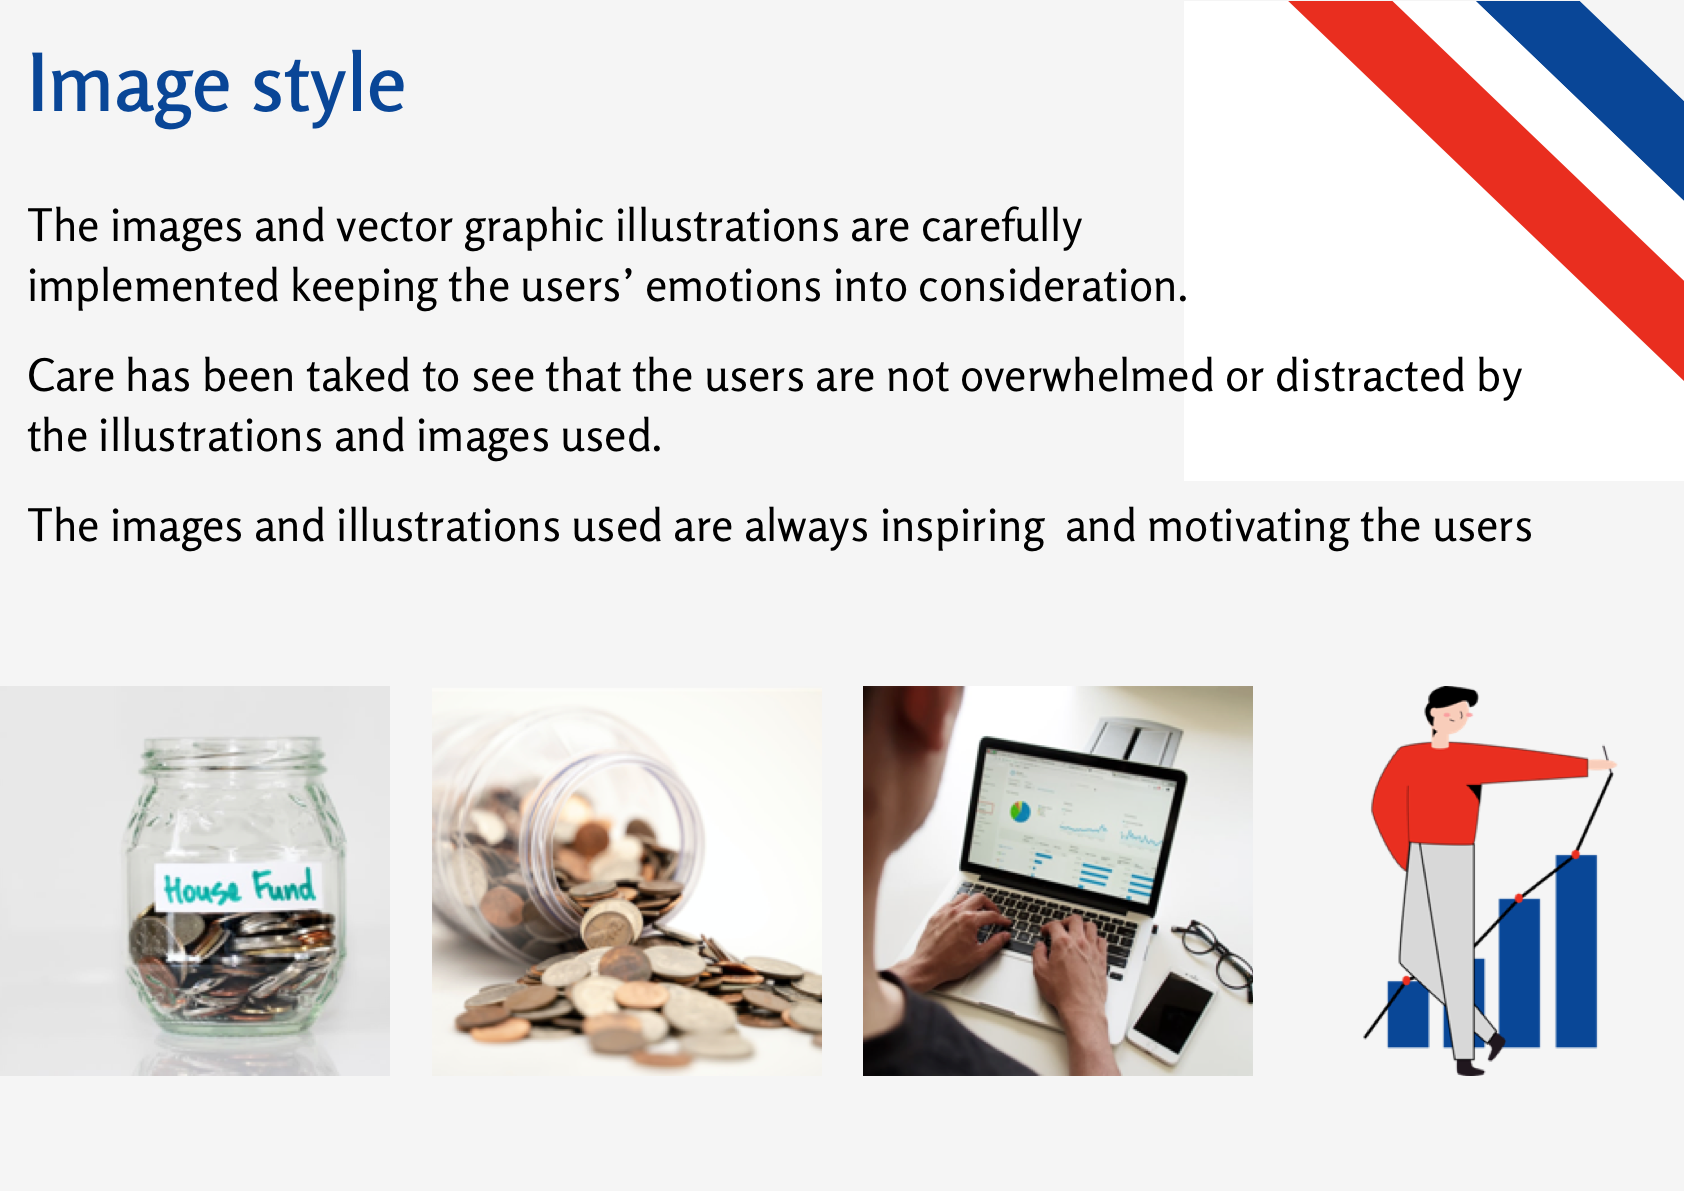 Image style
The images and vector graphic illustrations are carefully
implemented keeping the users’ emotions into consideration.
Care has been taked to see that the users are not overwhelmed or distracted by
the illustrations and images used.
The images and illustrations used are always inspiring  and motivating the users
House Fund